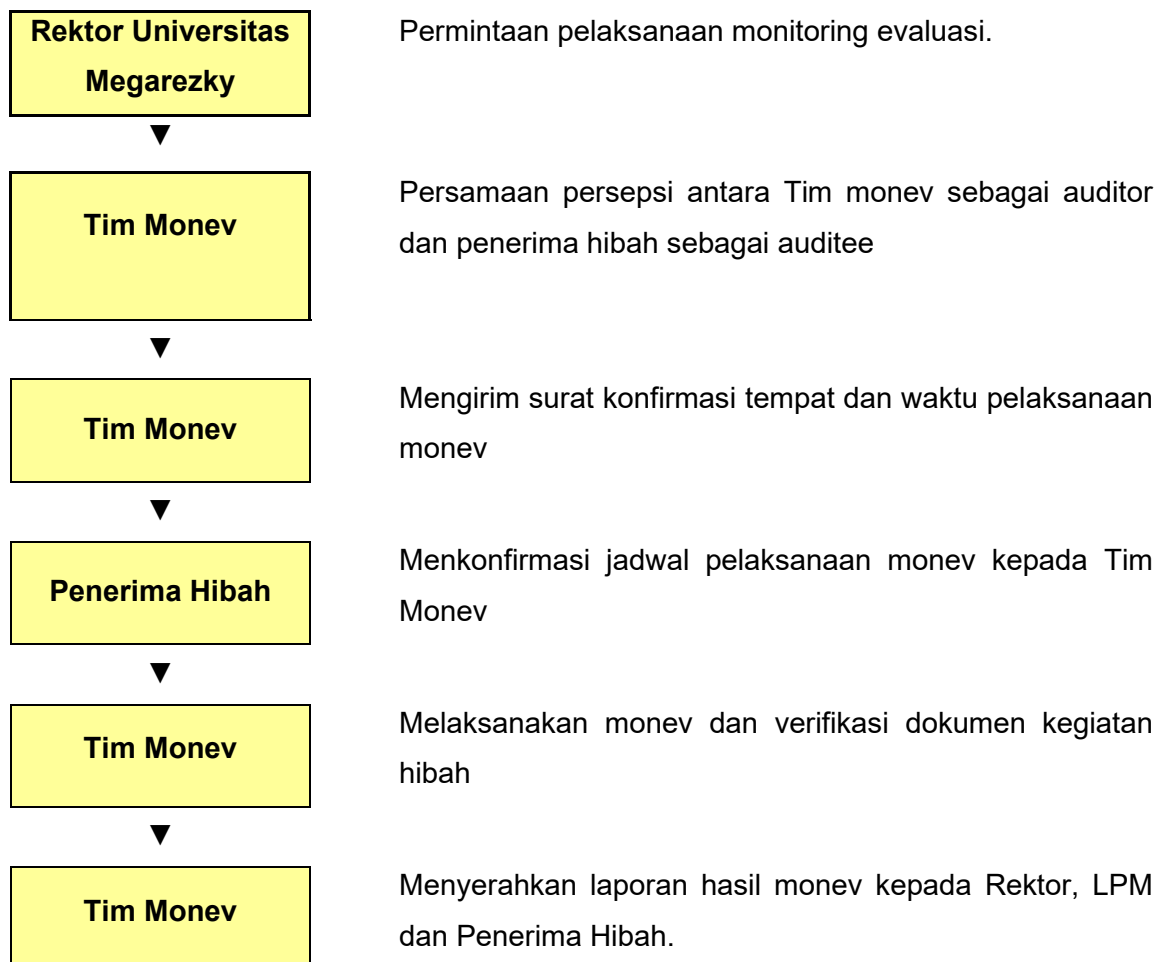 Rektor Universitas
Megarezky
Permintaan pelaksanaan monitoring evaluasi.
Tim Monev
Persamaan persepsi antara Tim monev sebagai auditor
dan penerima hibah sebagai auditee
Tim Monev
Mengirim surat konfirmasi tempat dan waktu pelaksanaan
monev
Penerima Hibah
Menkonfirmasi jadwal pelaksanaan monev kepada Tim
Monev
Tim Monev
Melaksanakan monev dan verifikasi dokumen kegiatan
hibah
Tim Monev
Menyerahkan laporan hasil monev kepada Rektor, LPM
dan Penerima Hibah.